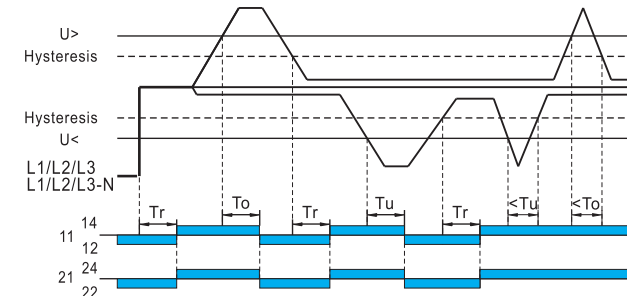 U>
Hysteresis
Hysteresis
U<
L1/L2/L3
L1/L2/L3-N
Tr To Tr Tu Tr <Tu <To
14
11
12
24
21
22